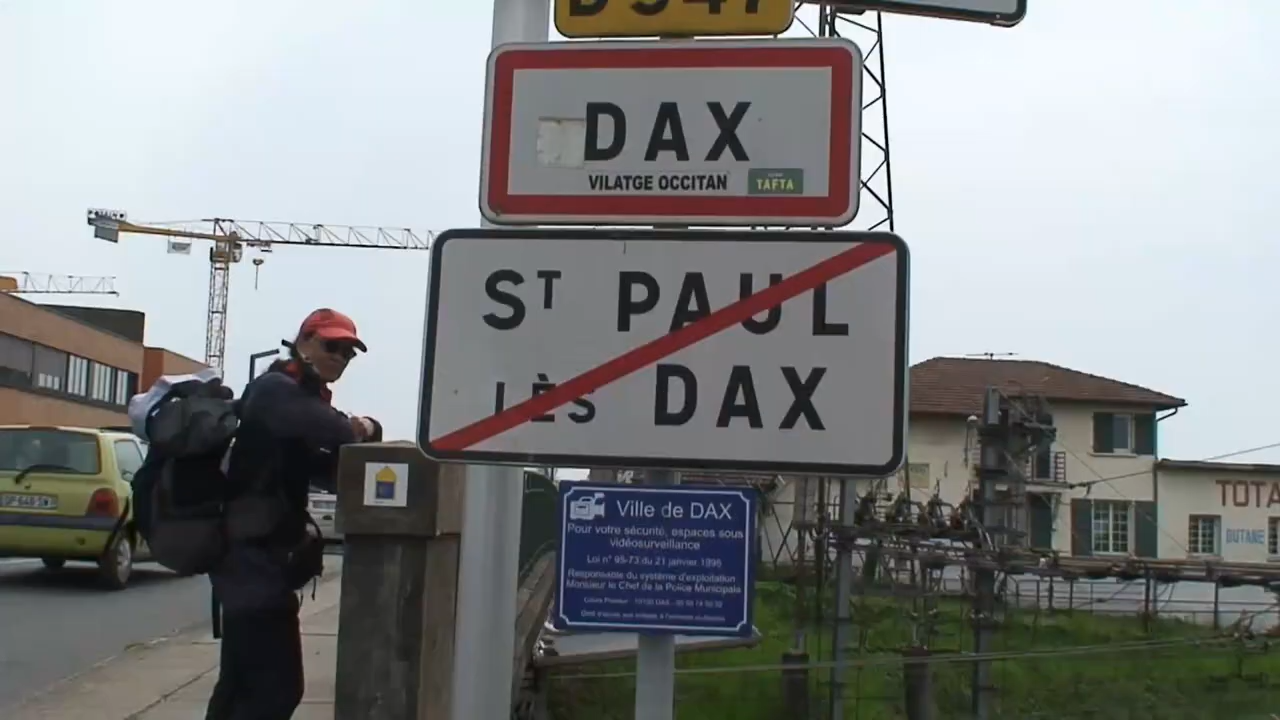 D 947
DAX
VILATGE OCCITAN
TAFTA
ST PAUL
LÈS DAX
Ville de DAX
Pour votre sécurité, espaces sous
vidéosurveillance
Loi n° 95-73 du 21 janvier 1995
Responsable du système d'exploitation
Monsieur le Chef de la Police Municipale
TOTA
BUTANE